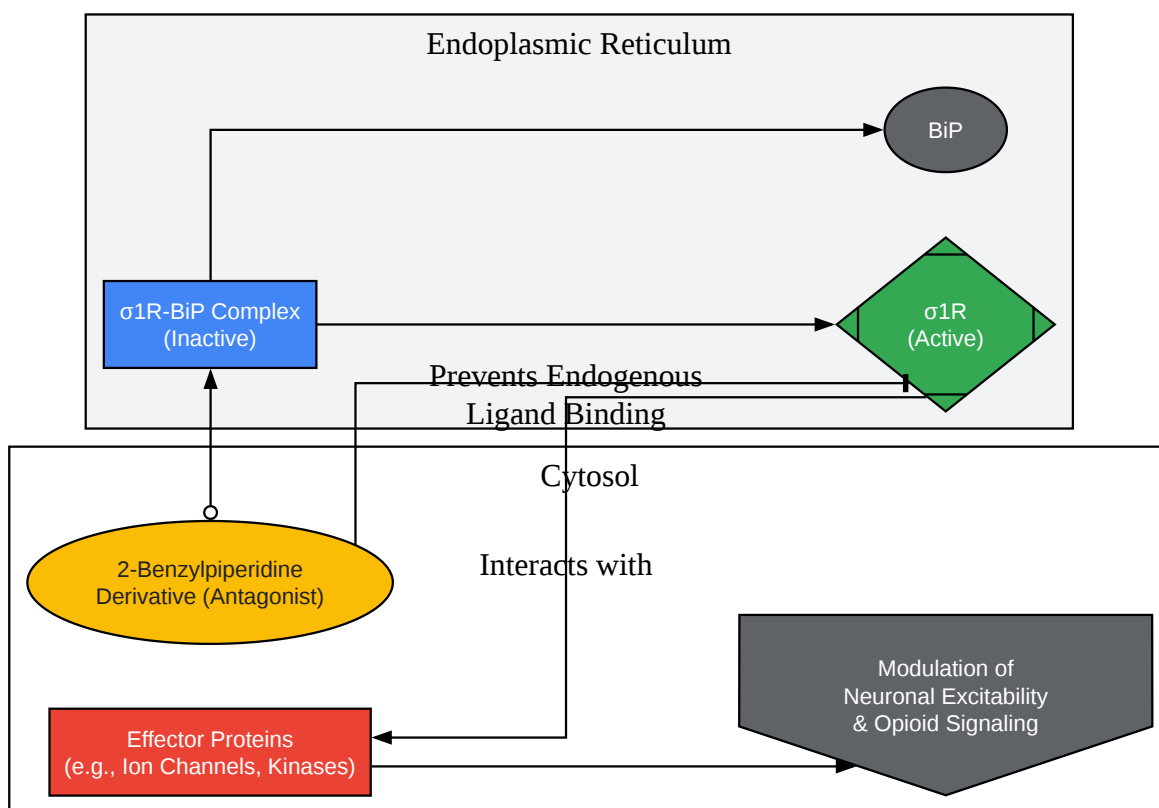 Endoplasmic Reticulum
BiP
σ1R-BiP Complex
(Inactive)
σ1R
(Active)
Prevents Endogenous
Ligand Binding
Cytosol
Interacts with
2-Benzylpiperidine
Derivative (Antagonist)
Modulation of
Neuronal Excitability
& Opioid Signaling
Effector Proteins
(e.g., Ion Channels, Kinases)